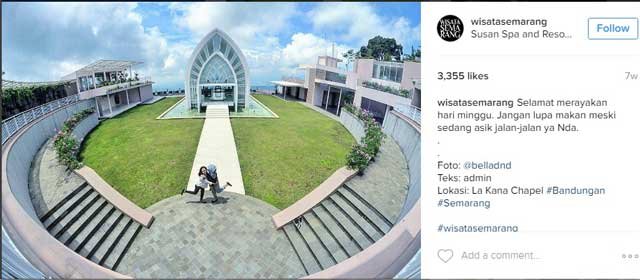 WISATA
SEMA
RANG
wisatasemarang
Susan Spa and Reso...
Follow
3,355 likes
7w
wisatasemarang Selamat merayakan
hari minggu. Jangan lupa makan meski
sedang asik jalan-jalan ya Nda.
.
.
Foto: @belladnd
Teks: admin
Lokasi: La Kana Chapel #Bandungan
#Semarang
#wisatasemarang
Add a comment...